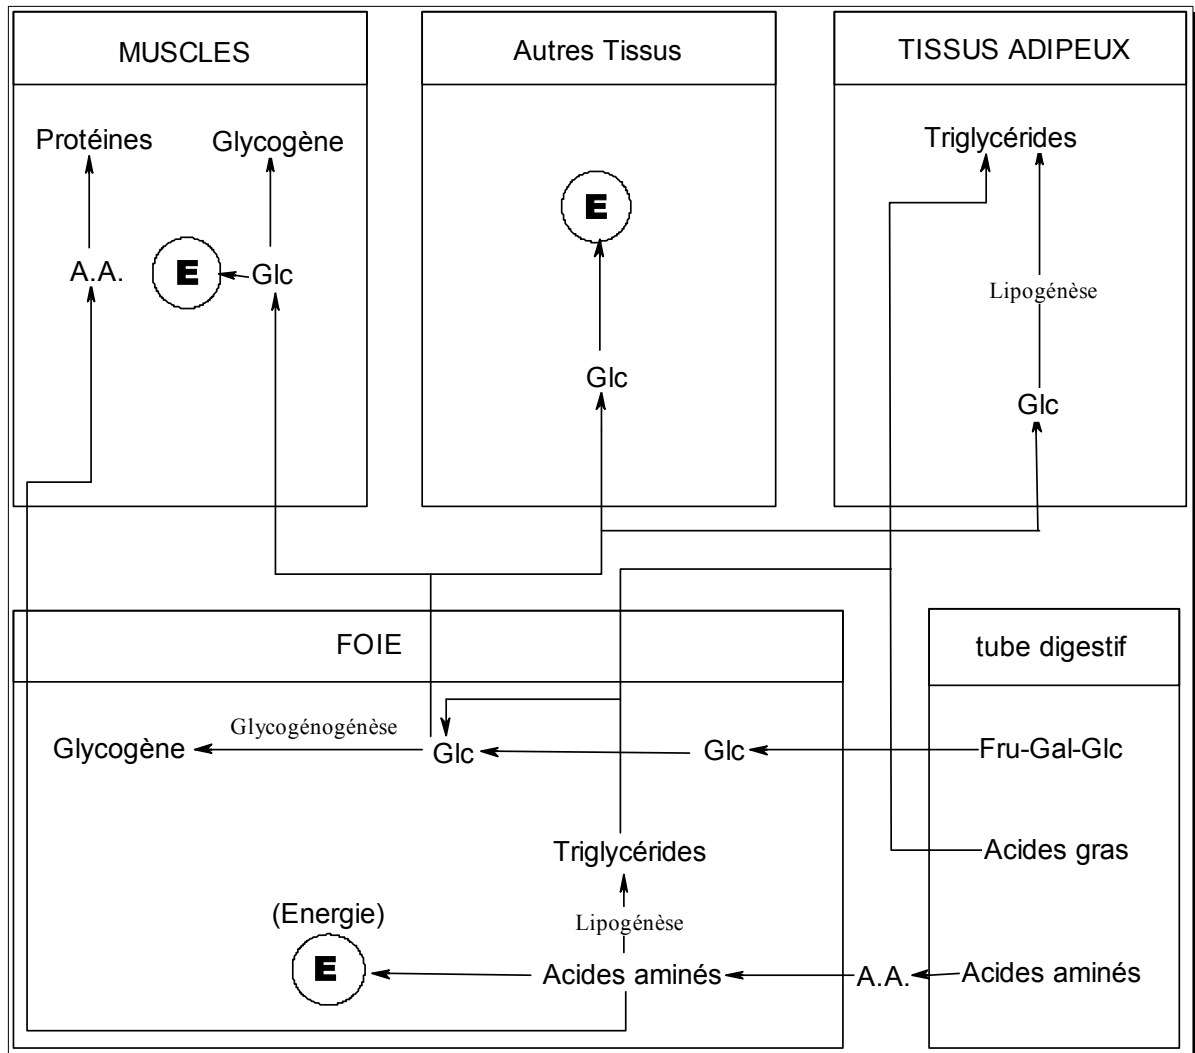 MUSCLES
Autres Tissus
TISSUS ADIPEUX
Protéines
Glycogène
Triglycérides
E
A.A.
E
Glc
Lipogénèse
Glc
Glc
FOIE
tube digestif
Glycogénogénèse
Glycogène
Glc
Glc
Fru-Gal-Glc
Triglycérides
Acides gras
(Energie)
Lipogénèse
E
Acides aminés
A.A.
Acides aminés